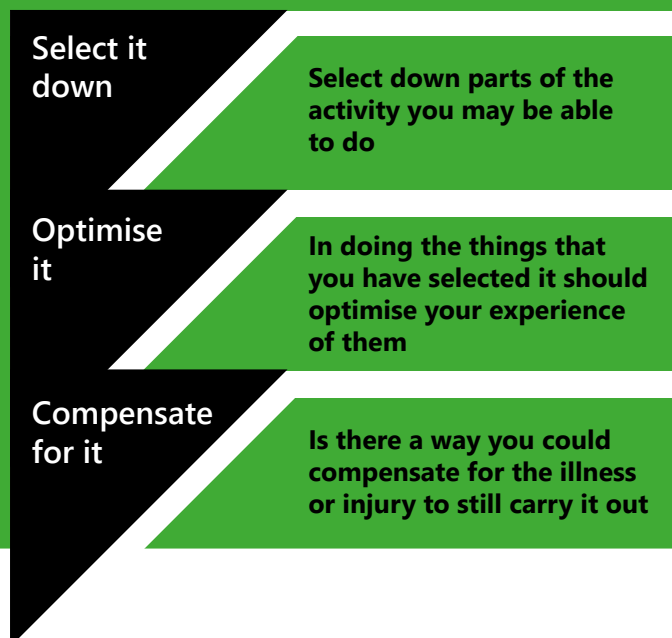 Select it
down
Select down parts of the
activity you may be able
to do
Optimise
it
In doing the things that
you have selected it should
optimise your experience
of them
Compensate
for it
Is there a way you could
compensate for the illness
or injury to still carry it out